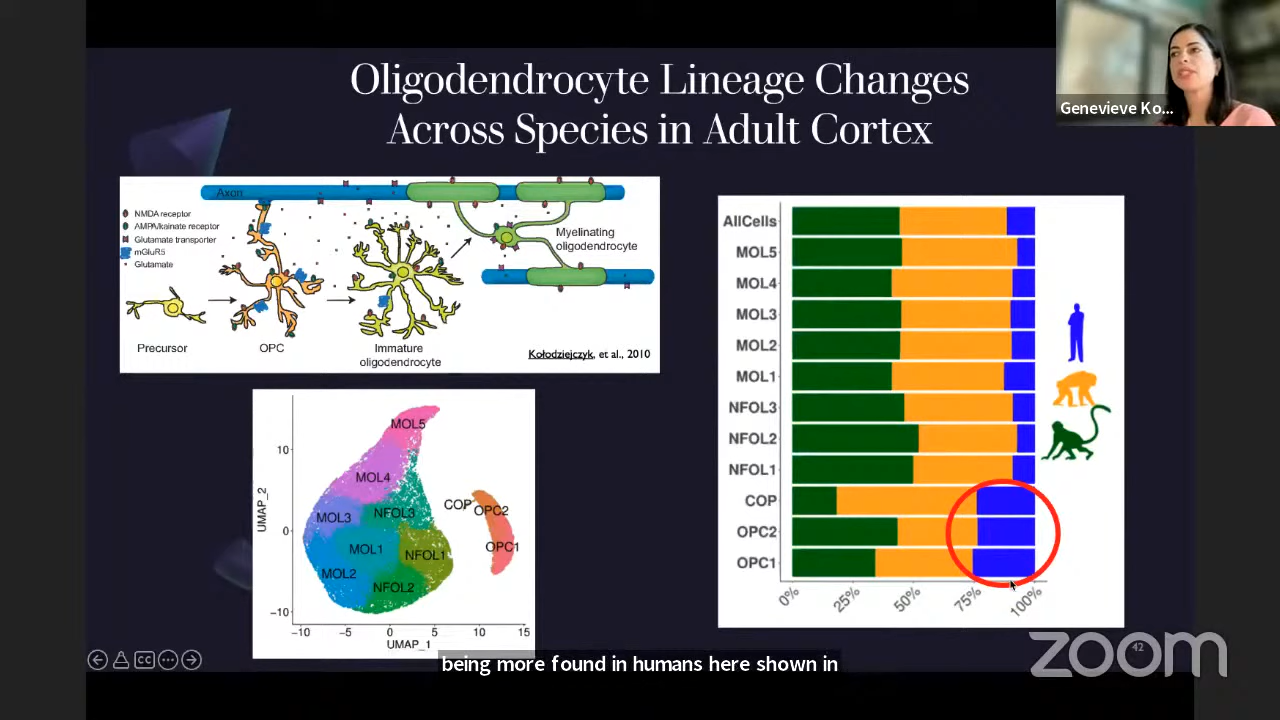 Genevieve Ko...
Oligodendrocyte Lineage Changes
Across Species in Adult Cortex
Axon
NMDA receptor
AMPA/kainate receptor
Glutamate transporter
mGluR5
Glutamate
Myelinating
oligodendrocyte
Precursor
OPC
Immature
oligodendrocyte
Kołodziejczyk, et al., 2010
UMAP_2
10
0
-10
MOL5
MOL4
MOL3
NFOL3
MOL1
NFOL1
MOL2
NFOL2
COP
OPC2
OPC1
-10
-5
0
5
10
15
UMAP_1
AllCells
MOL5
MOL4
MOL3
MOL2
MOL1
NFOL3
NFOL2
NFOL1
COP
OPC2
OPC1
0%
25%
50%
75%
100%
CC
being more found in humans here shown in
42
zoom